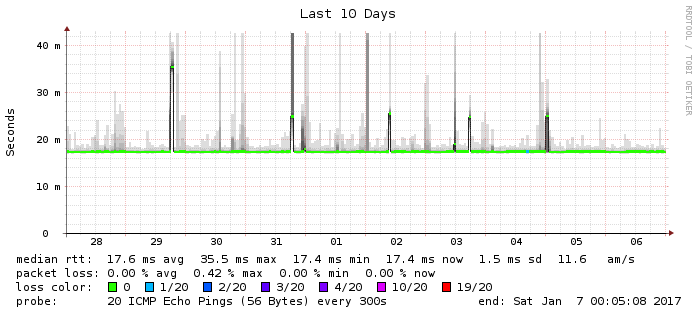 Last 10 Days
RRDTOOL / TOBI OETIKER
Seconds
40 m
30 m
20 m
10 m
0
28 29 30 31 01 02 03 04 05 06
median rtt: 17.6 ms avg 35.5 ms max 17.4 ms min 17.4 ms now 1.5 ms sd 11.6 am/s
packet loss: 0.00 % avg 0.42 % max 0.00 % min 0.00 % now
loss color: 0 1/20 2/20 3/20 4/20 10/20 19/20
probe: 20 ICMP Echo Pings (56 Bytes) every 300s end: Sat Jan 7 00:05:08 2017